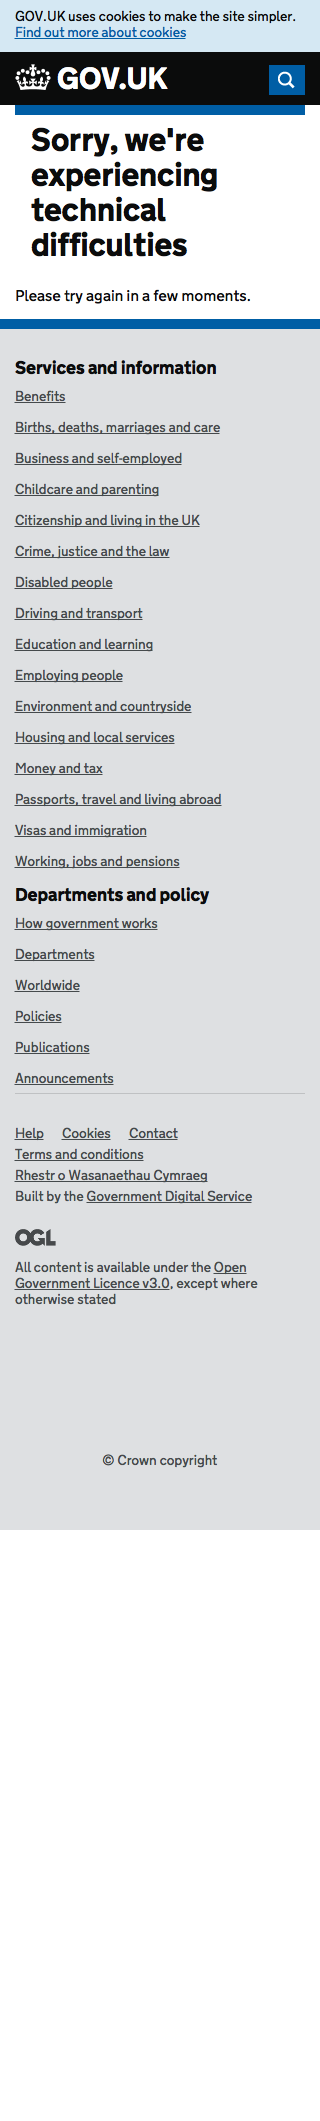 GOV.UK uses cookies to make the site simpler.
Find out more about cookies
GOV.UK
Sorry, we're
experiencing
technical
difficulties
Please try again in a few moments.
Services and information
Benefits
Births, deaths, marriages and care
Business and self-employed
Childcare and parenting
Citizenship and living in the UK
Crime, justice and the law
Disabled people
Driving and transport
Education and learning
Employing people
Environment and countryside
Housing and local services
Money and tax
Passports, travel and living abroad
Visas and immigration
Working, jobs and pensions
Departments and policy
How government works
Departments
Worldwide
Policies
Publications
Announcements
Help Cookies Contact
Terms and conditions
Rhestr o Wasanaethau Cymraeg
Built by the Government Digital Service
OGL
All content is available under the Open
Government Licence v3.0, except where
otherwise stated
© Crown copyright